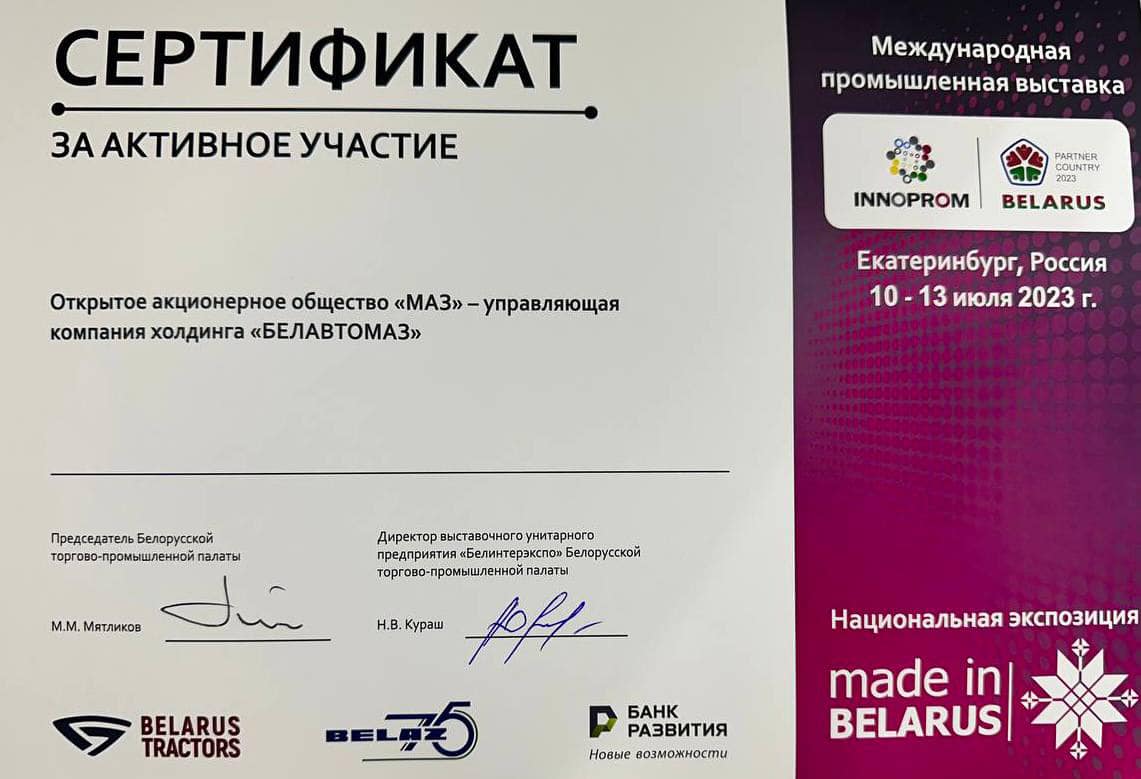 СЕРТИФИКАТ
ЗА АКТИВНОЕ УЧАСТИЕ
Открытое акционерное общество «МАЗ» – управляющая
компания холдинга «БЕЛАВТОМАЗ»
Председатель Белорусской
торгово-промышленной палаты
М.М. Мятликов
Директор выставочного унитарного
предприятия «Белинтерэкспо» Белорусской
торгово-промышленной палаты
Н.В. Кураш
BELARUS
TRACTORS
BELAZ 75
БАНК
РАЗВИТИЯ
Новые возможности
Международная
промышленная выставка
INNOPROM
PARTNER
COUNTRY
2023
BELARUS
Екатеринбург, Россия
10 - 13 июля 2023 г.
Национальная экспозиция
made in
BELARUS